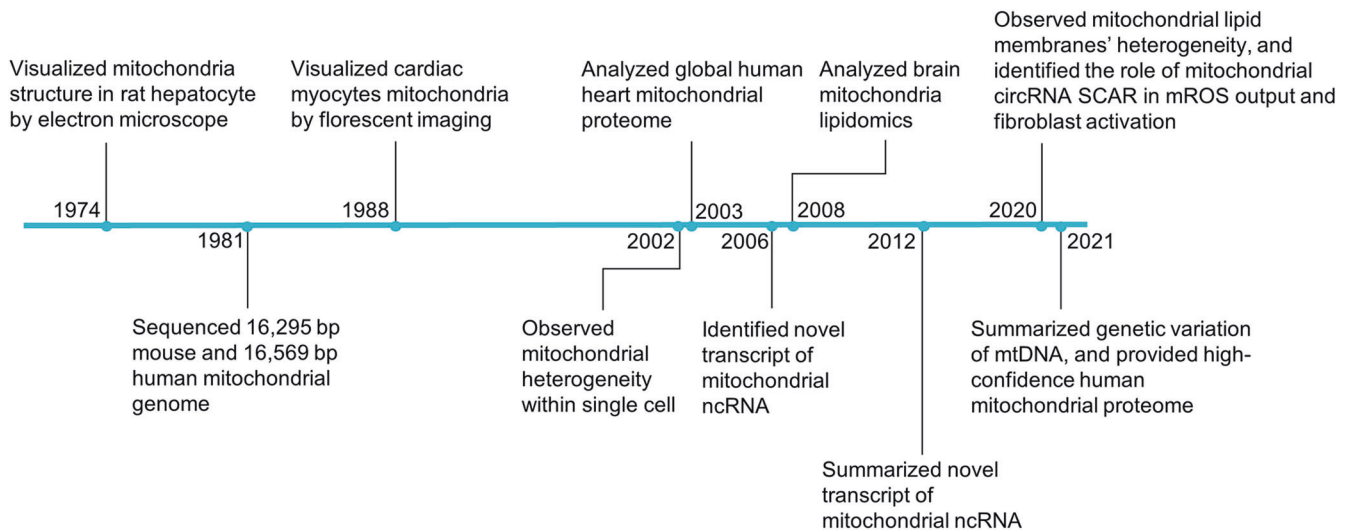 Visualized mitochondria
structure in rat hepatocyte
by electron microscope
1974
1981
Sequenced 16,295 bp
mouse and 16,569 bp
human mitochondrial
genome
Visualized cardiac
myocytes mitochondria
by florescent imaging
1988
2002
Observed
mitochondrial
heterogeneity
within single cell
Analyzed global human
heart mitochondrial
proteome
2003
2006
Identified novel
transcript of
mitochondrial
ncRNA
Analyzed brain
mitochondria
lipidomics
2008
2012
Summarized novel
transcript of
mitochondrial ncRNA
Observed mitochondrial lipid
membranes’ heterogeneity, and
identified the role of mitochondrial
circRNA SCAR in mROS output and
fibroblast activation
2020
2021
Summarized genetic variation
of mtDNA, and provided high-
confidence human
mitochondrial proteome